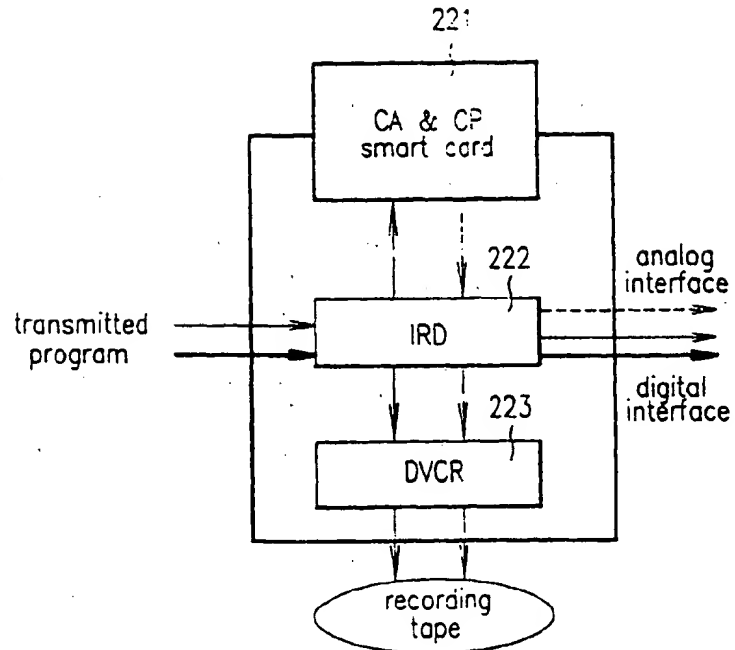 221
CA & CP
smart card
222
analog
interface
transmitted
program
IRD
digital
interface
223
DVCR
recording
tape